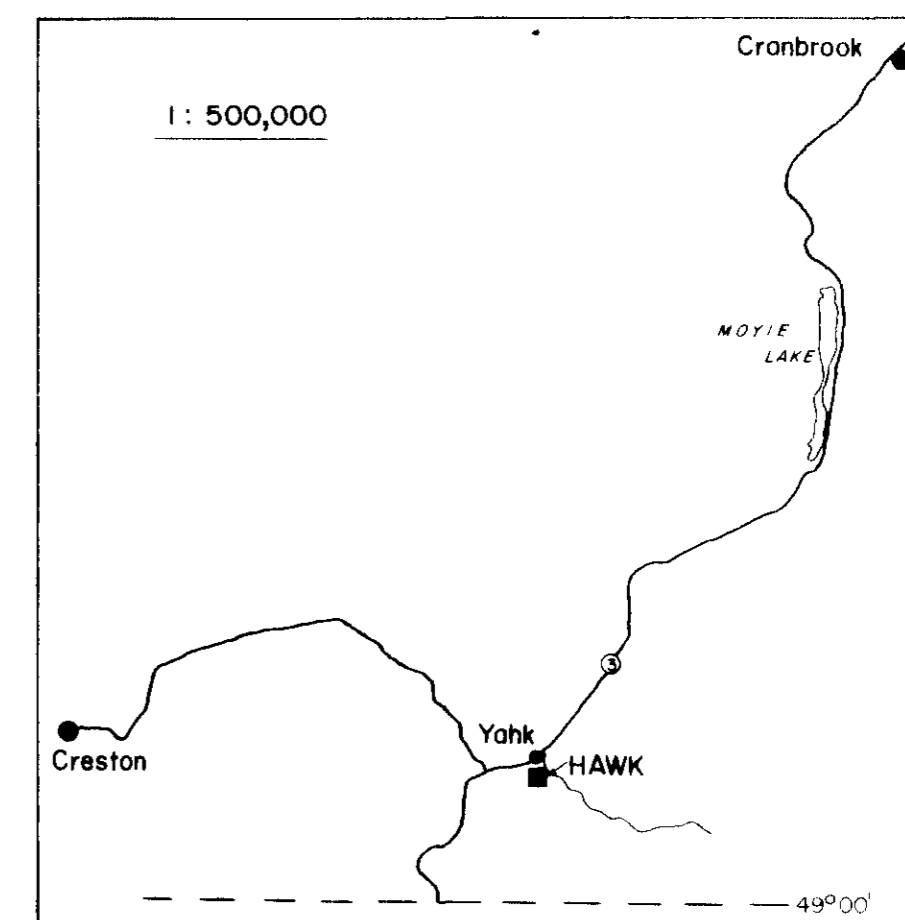 Cranbrook
1: 500,000
MOYIE
LAKE
3
Yahk
HAWK
Creston
49°00'